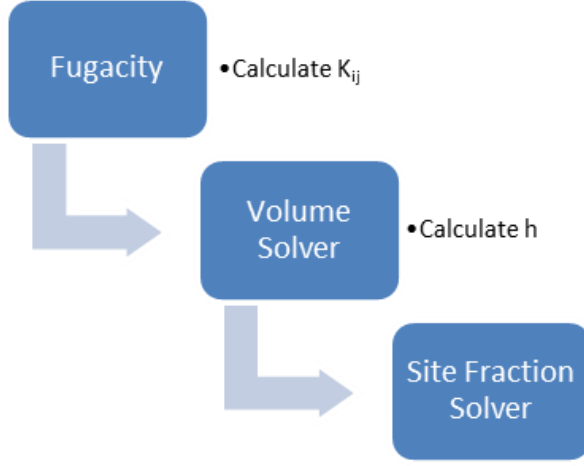 Fugacity
•Calculate Kij
Volume
Solver
•Calculate h
Site Fraction
Solver